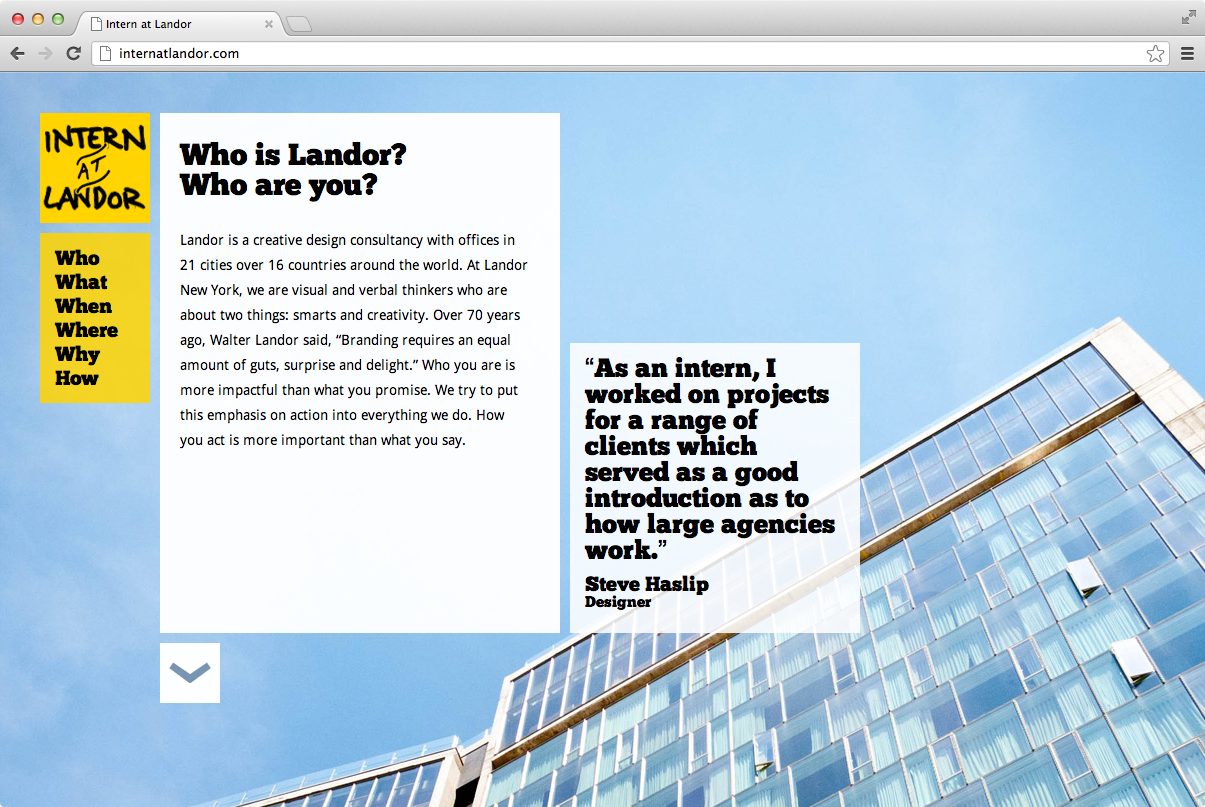 Intern at Landor
internatlandor.com
INTERN
AT
LANDOR
Who
What
When
Where
Why
How
Who is Landor?
Who are you?
Landor is a creative design consultancy with offices in
21 cities over 16 countries around the world. At Landor
New York, we are visual and verbal thinkers who are
about two things: smarts and creativity. Over 70 years
ago, Walter Landor said, “Branding requires an equal
amount of guts, surprise and delight.” Who you are is
more impactful than what you promise. We try to put
this emphasis on action into everything we do. How
you act is more important than what you say.
“As an intern, I
worked on projects
for a range of
clients which
served as a good
introduction as to
how large agencies
work.”
Steve Haslip
Designer